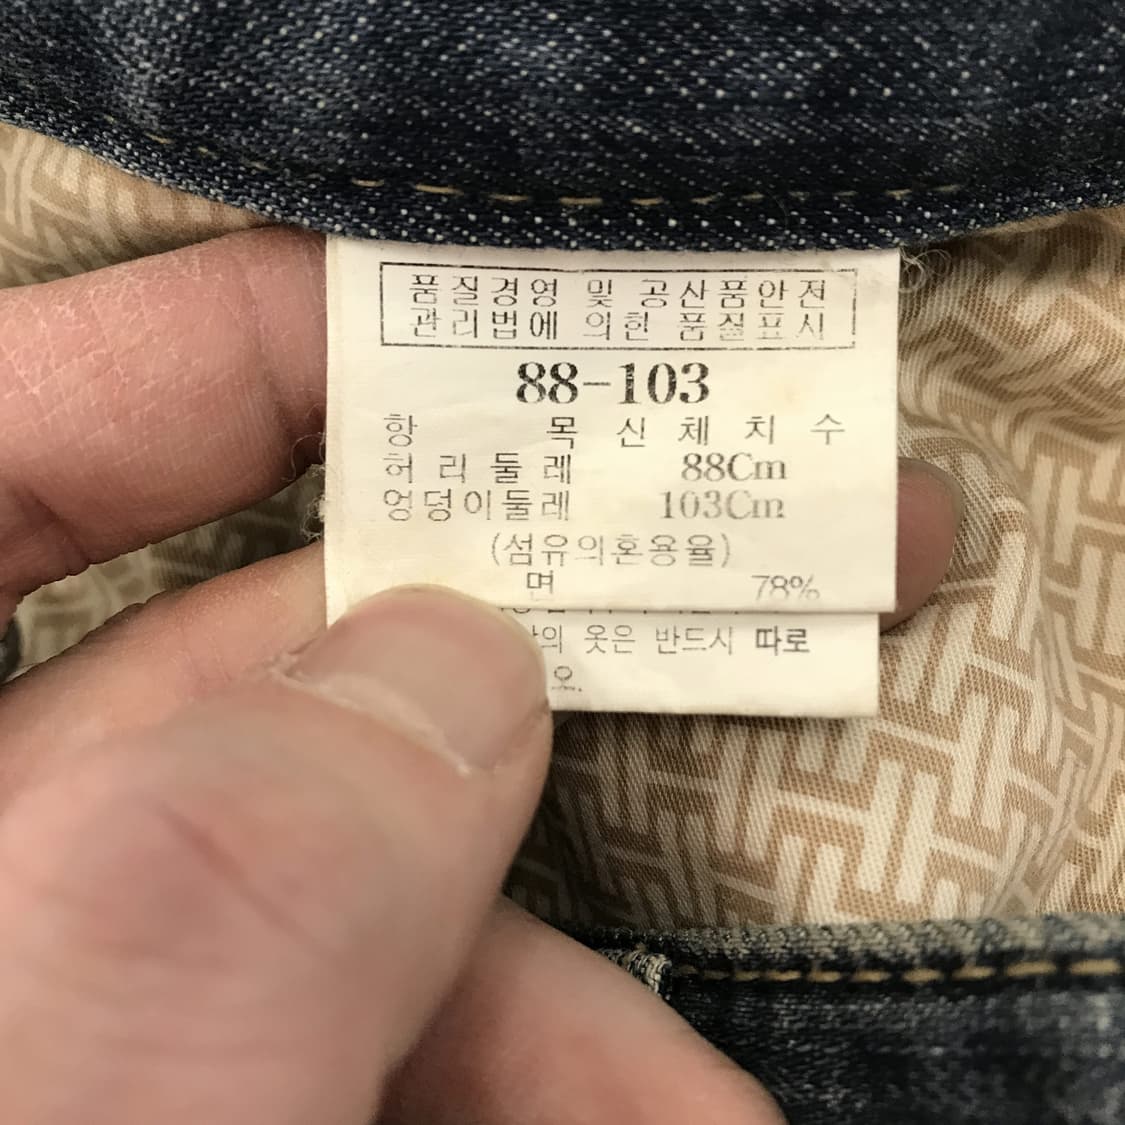 품질경영 및 공산품안전
관리법에 의한 품질표시
88-103
항 목 신체치수
허리둘레 88Cm
엉덩이둘레 103Cm
(섬유의혼용율)
면 78%
옷은 반드시 따로
오.